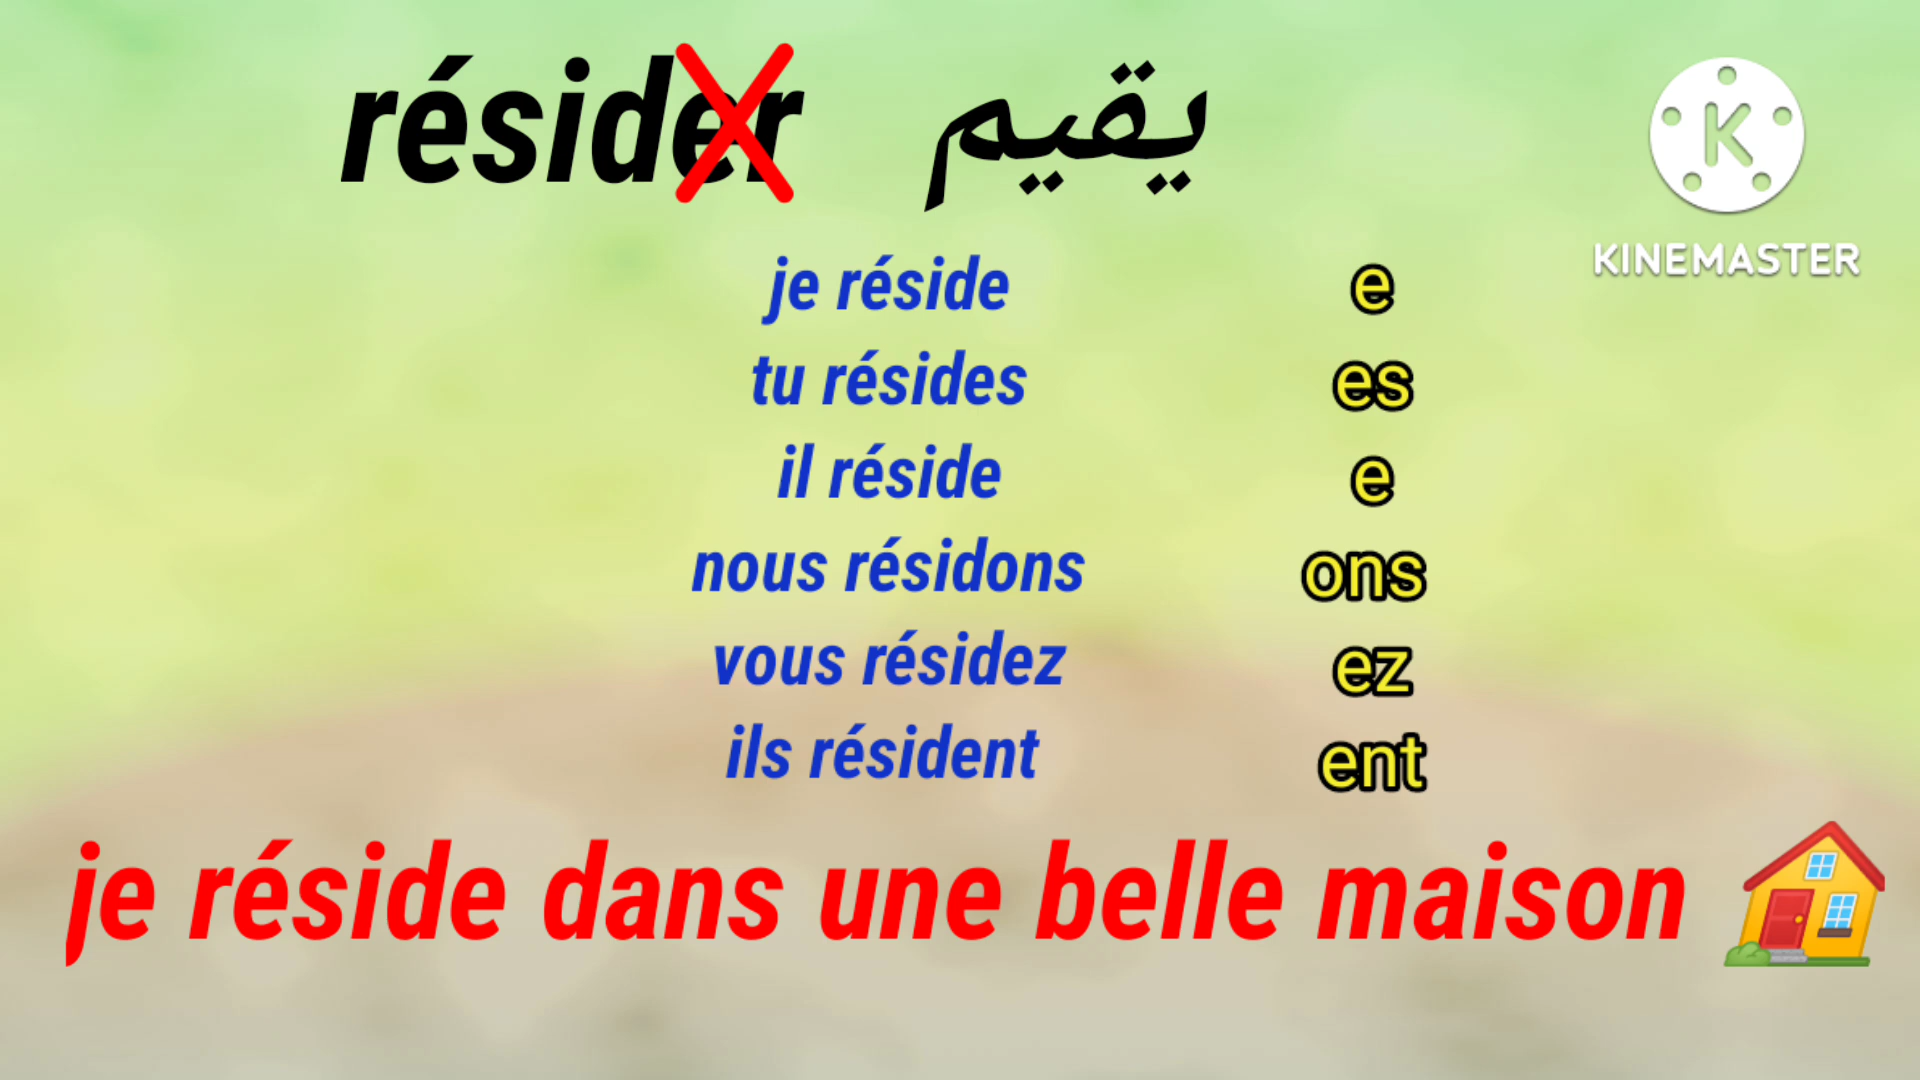 résider يقيم
KINEMASTER
je réside e
tu résides es
il réside e
nous résidons ons
vous résidez ez
ils résident ent
je réside dans une belle maison